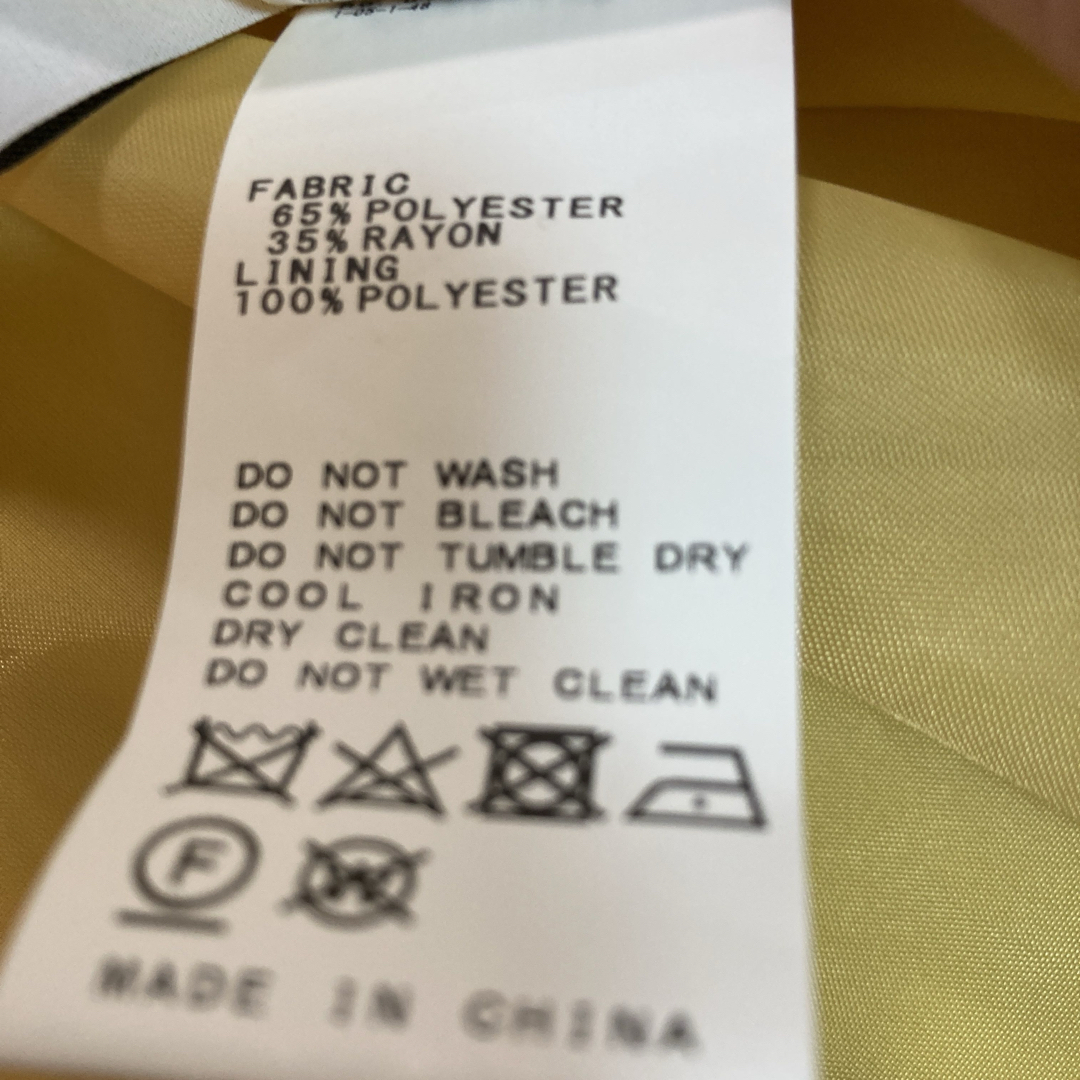 FABRIC
65% POLYESTER
35% RAYON
LINING
100% POLYESTER
DO NOT WASH
DO NOT BLEACH
DO NOT TUMBLE DRY
COOL IRON
DRY CLEAN
DO NOT WET CLEAN
F
W
MADE IN CHINA